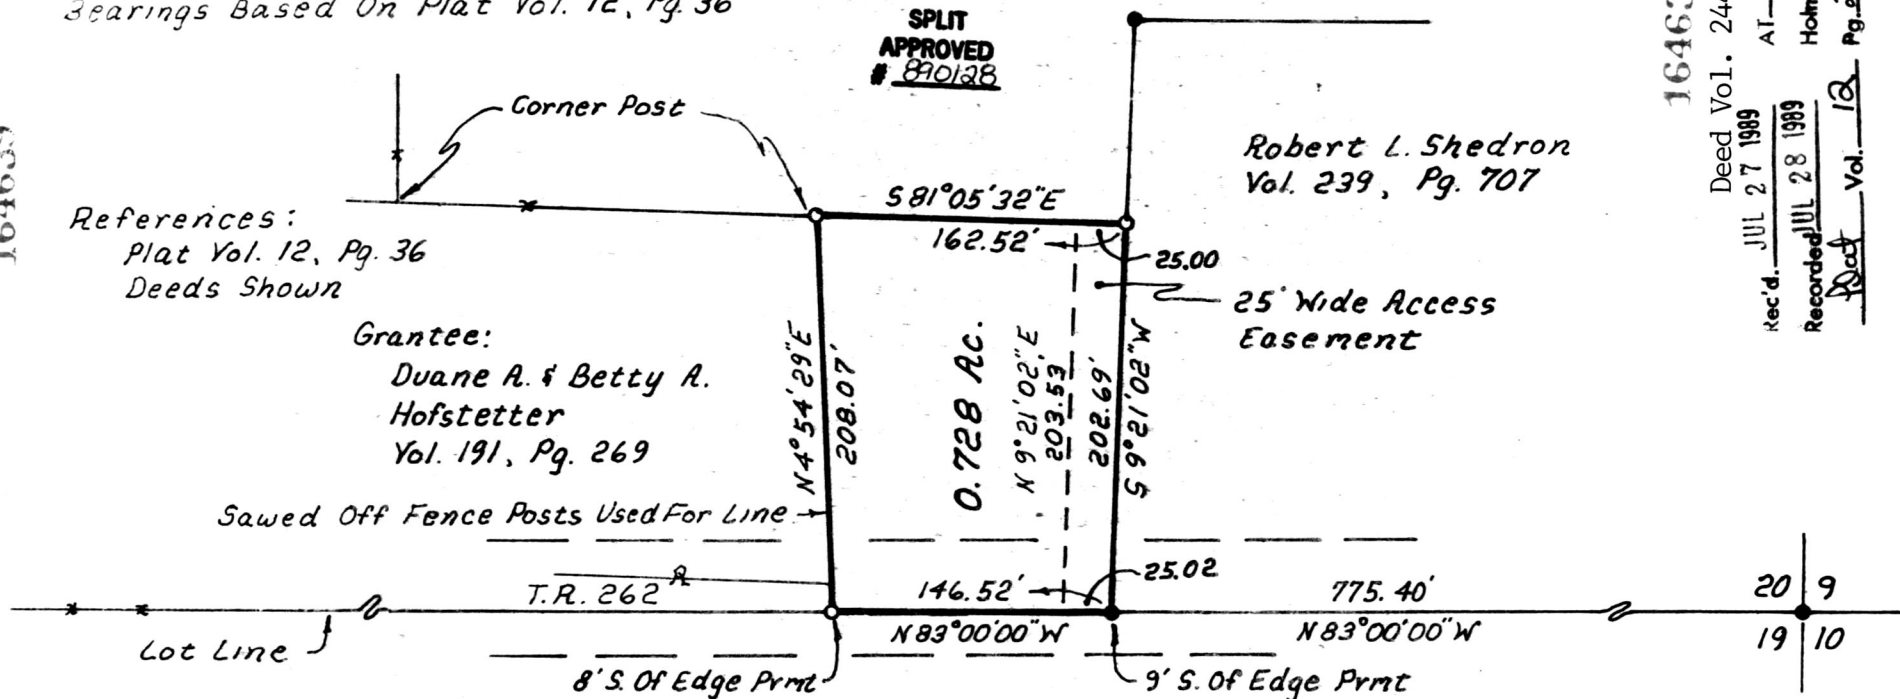 Bearings Based On Plat Vol. 12, Pg. 36
SPLIT
APPROVED
# 890128
Corner Post
Robert L. Shedron
Vol. 239, Pg. 707
References:
Plat Vol. 12, Pg. 36
Deeds Shown
S 81°05'32"E
162.52'
25.00
25' Wide Access
Easement
Grantee:
Duane A. & Betty A.
Hofstetter
Vol. 191, Pg. 269
N4°54'29"E
208.07'
0.728 Ac.
N 9°21'02"E
203.53
202.69'
S 9°21'02"W
Sawed Off Fence Posts Used For Line
T.R. 262
146.52'
25.02
775.40'
N83°00'00"W
N83°00'00"W
Lot Line
8' S. Of Edge Pvmt
9' S. Of Edge Pvmt
20 9
19 10
Deed Vol.
Rec'd. JUL 27 1989 AT
Recorded JUL 28 1989
Plat Vol. 12 Pg.